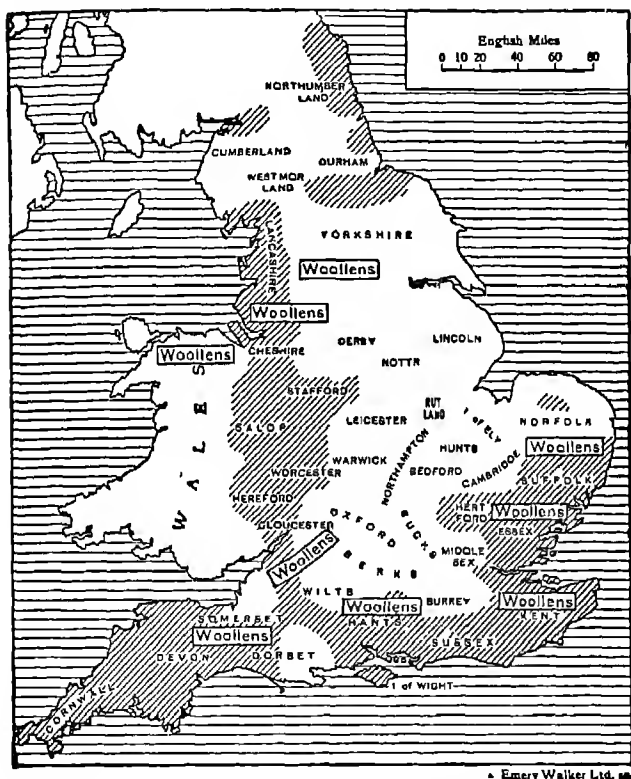 English Miles
0 10 20 40 60 80
NORTHUMBER
LAND
CUMBERLAND
DURHAM
WESTMOR
LAND
LANCASHIRE
YORKSHIRE
Woollens
Woollens
Woollens
CHESHIRE
DERBY
NOTTS
LINCOLN
WALES
STAFFORD
SALOP
LEICESTER
RUT
LAND
I of ELY
NORFOLK
Woollens
NORTHAMPTON
HUNTS
WARWICK
BEDFORD
CAMBRIDGE
SUFFOLK
WORCESTER
HEREFORD
GLOUCESTER
OXFORD
BUCKS
HERT
FORD
Woollens
ESSEX
MIDDLE
SEX
Woollens
BERKS
WILTS
Woollens
SURREY
Woollens
KENT
SOMERSET
Woollens
HANTS
SUSSEX
DEVON
DORSET
CORNWALL
I of WIGHT
Emery Walker Ltd.